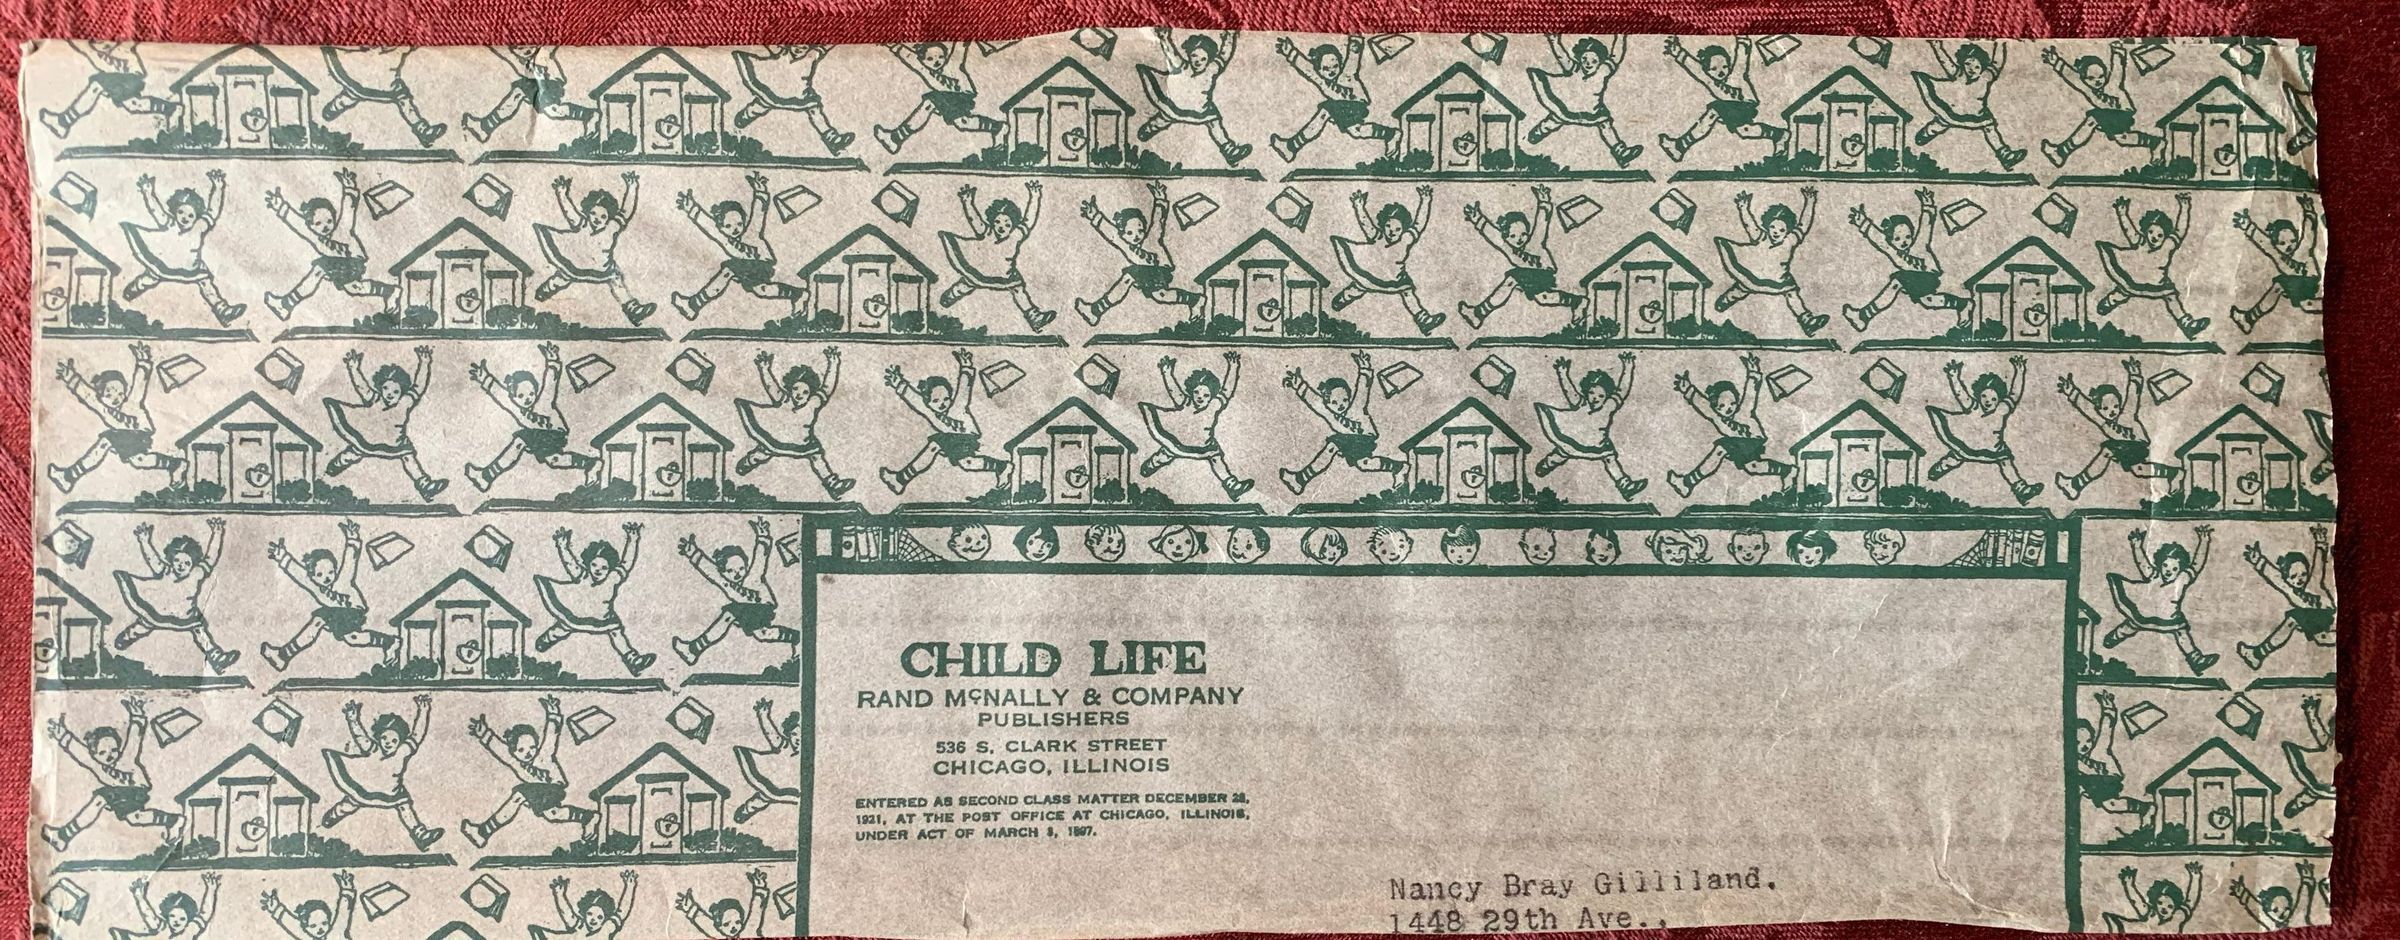 CHILD LIFE
RAND McNALLY & COMPANY
PUBLISHERS
536 S. CLARK STREET
CHICAGO, ILLINOIS
ENTERED AS SECOND CLASS MATTER DECEMBER 28,
1921, AT THE POST OFFICE AT CHICAGO, ILLINOIS,
UNDER ACT OF MARCH 3, 1897.
Nancy Bray Gilliland.
1448 29th Ave.,